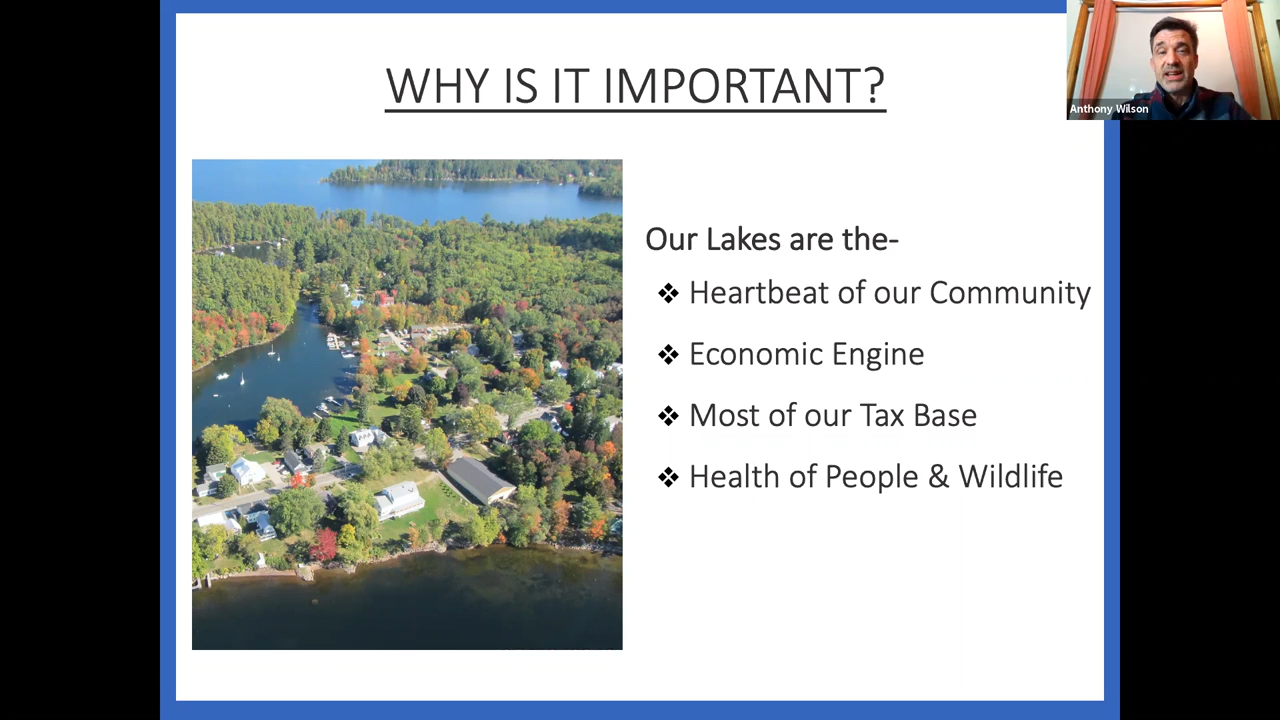 WHY IS IT IMPORTANT?
Anthony Wilson
Our Lakes are the-
❖ Heartbeat of our Community
❖ Economic Engine
❖ Most of our Tax Base
❖ Health of People & Wildlife